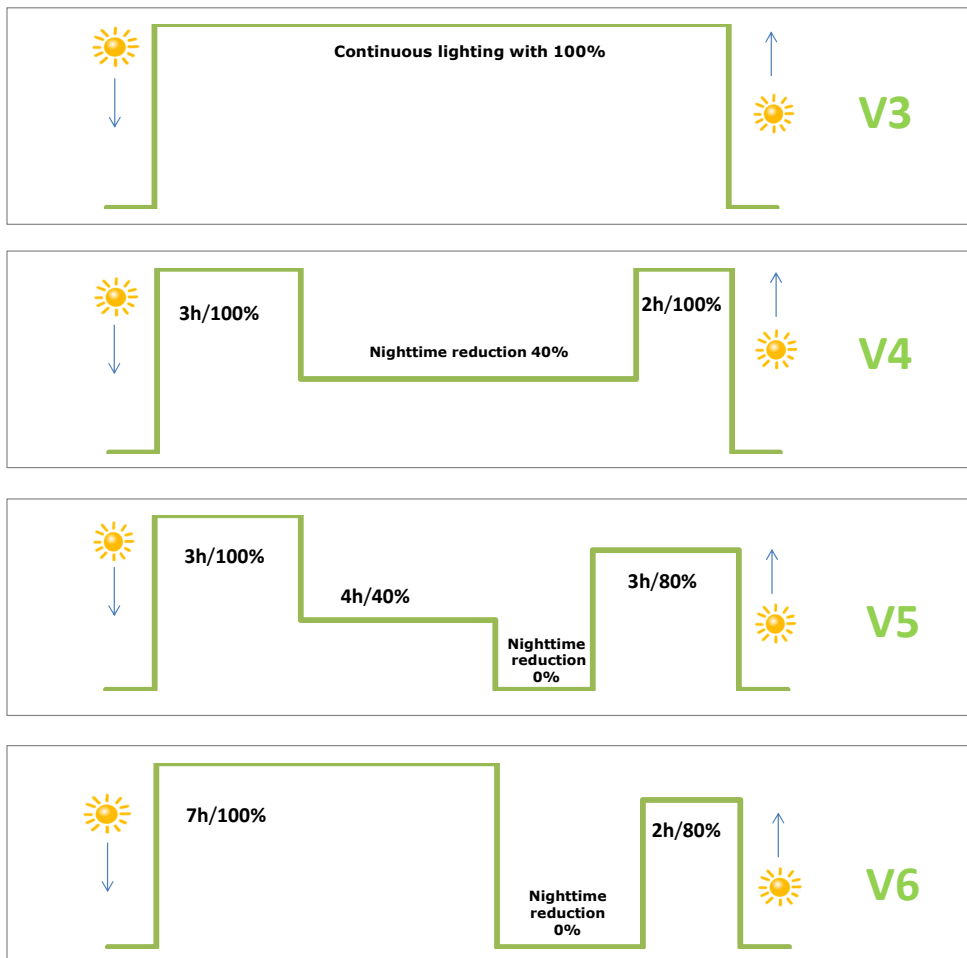 Continuous lighting with 100%
V3
3h/100%
2h/100%
Nighttime reduction 40%
V4
3h/100%
4h/40%
3h/80%
Nighttime
reduction
0%
V5
7h/100%
2h/80%
Nighttime
reduction
0%
V6